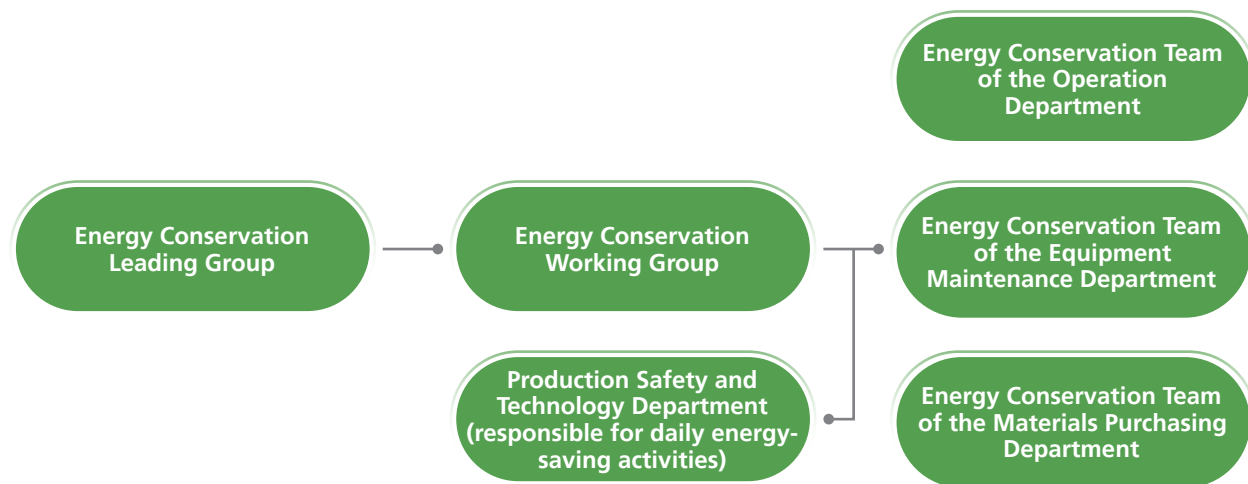 Energy Conservation Team
of the Operation
Department
Energy Conservation
Leading Group
Energy Conservation
Working Group
Energy Conservation Team
of the Equipment
Maintenance Department
Production Safety and
Technology Department
(responsible for daily energy-
saving activities)
Energy Conservation Team
of the Materials Purchasing
Department